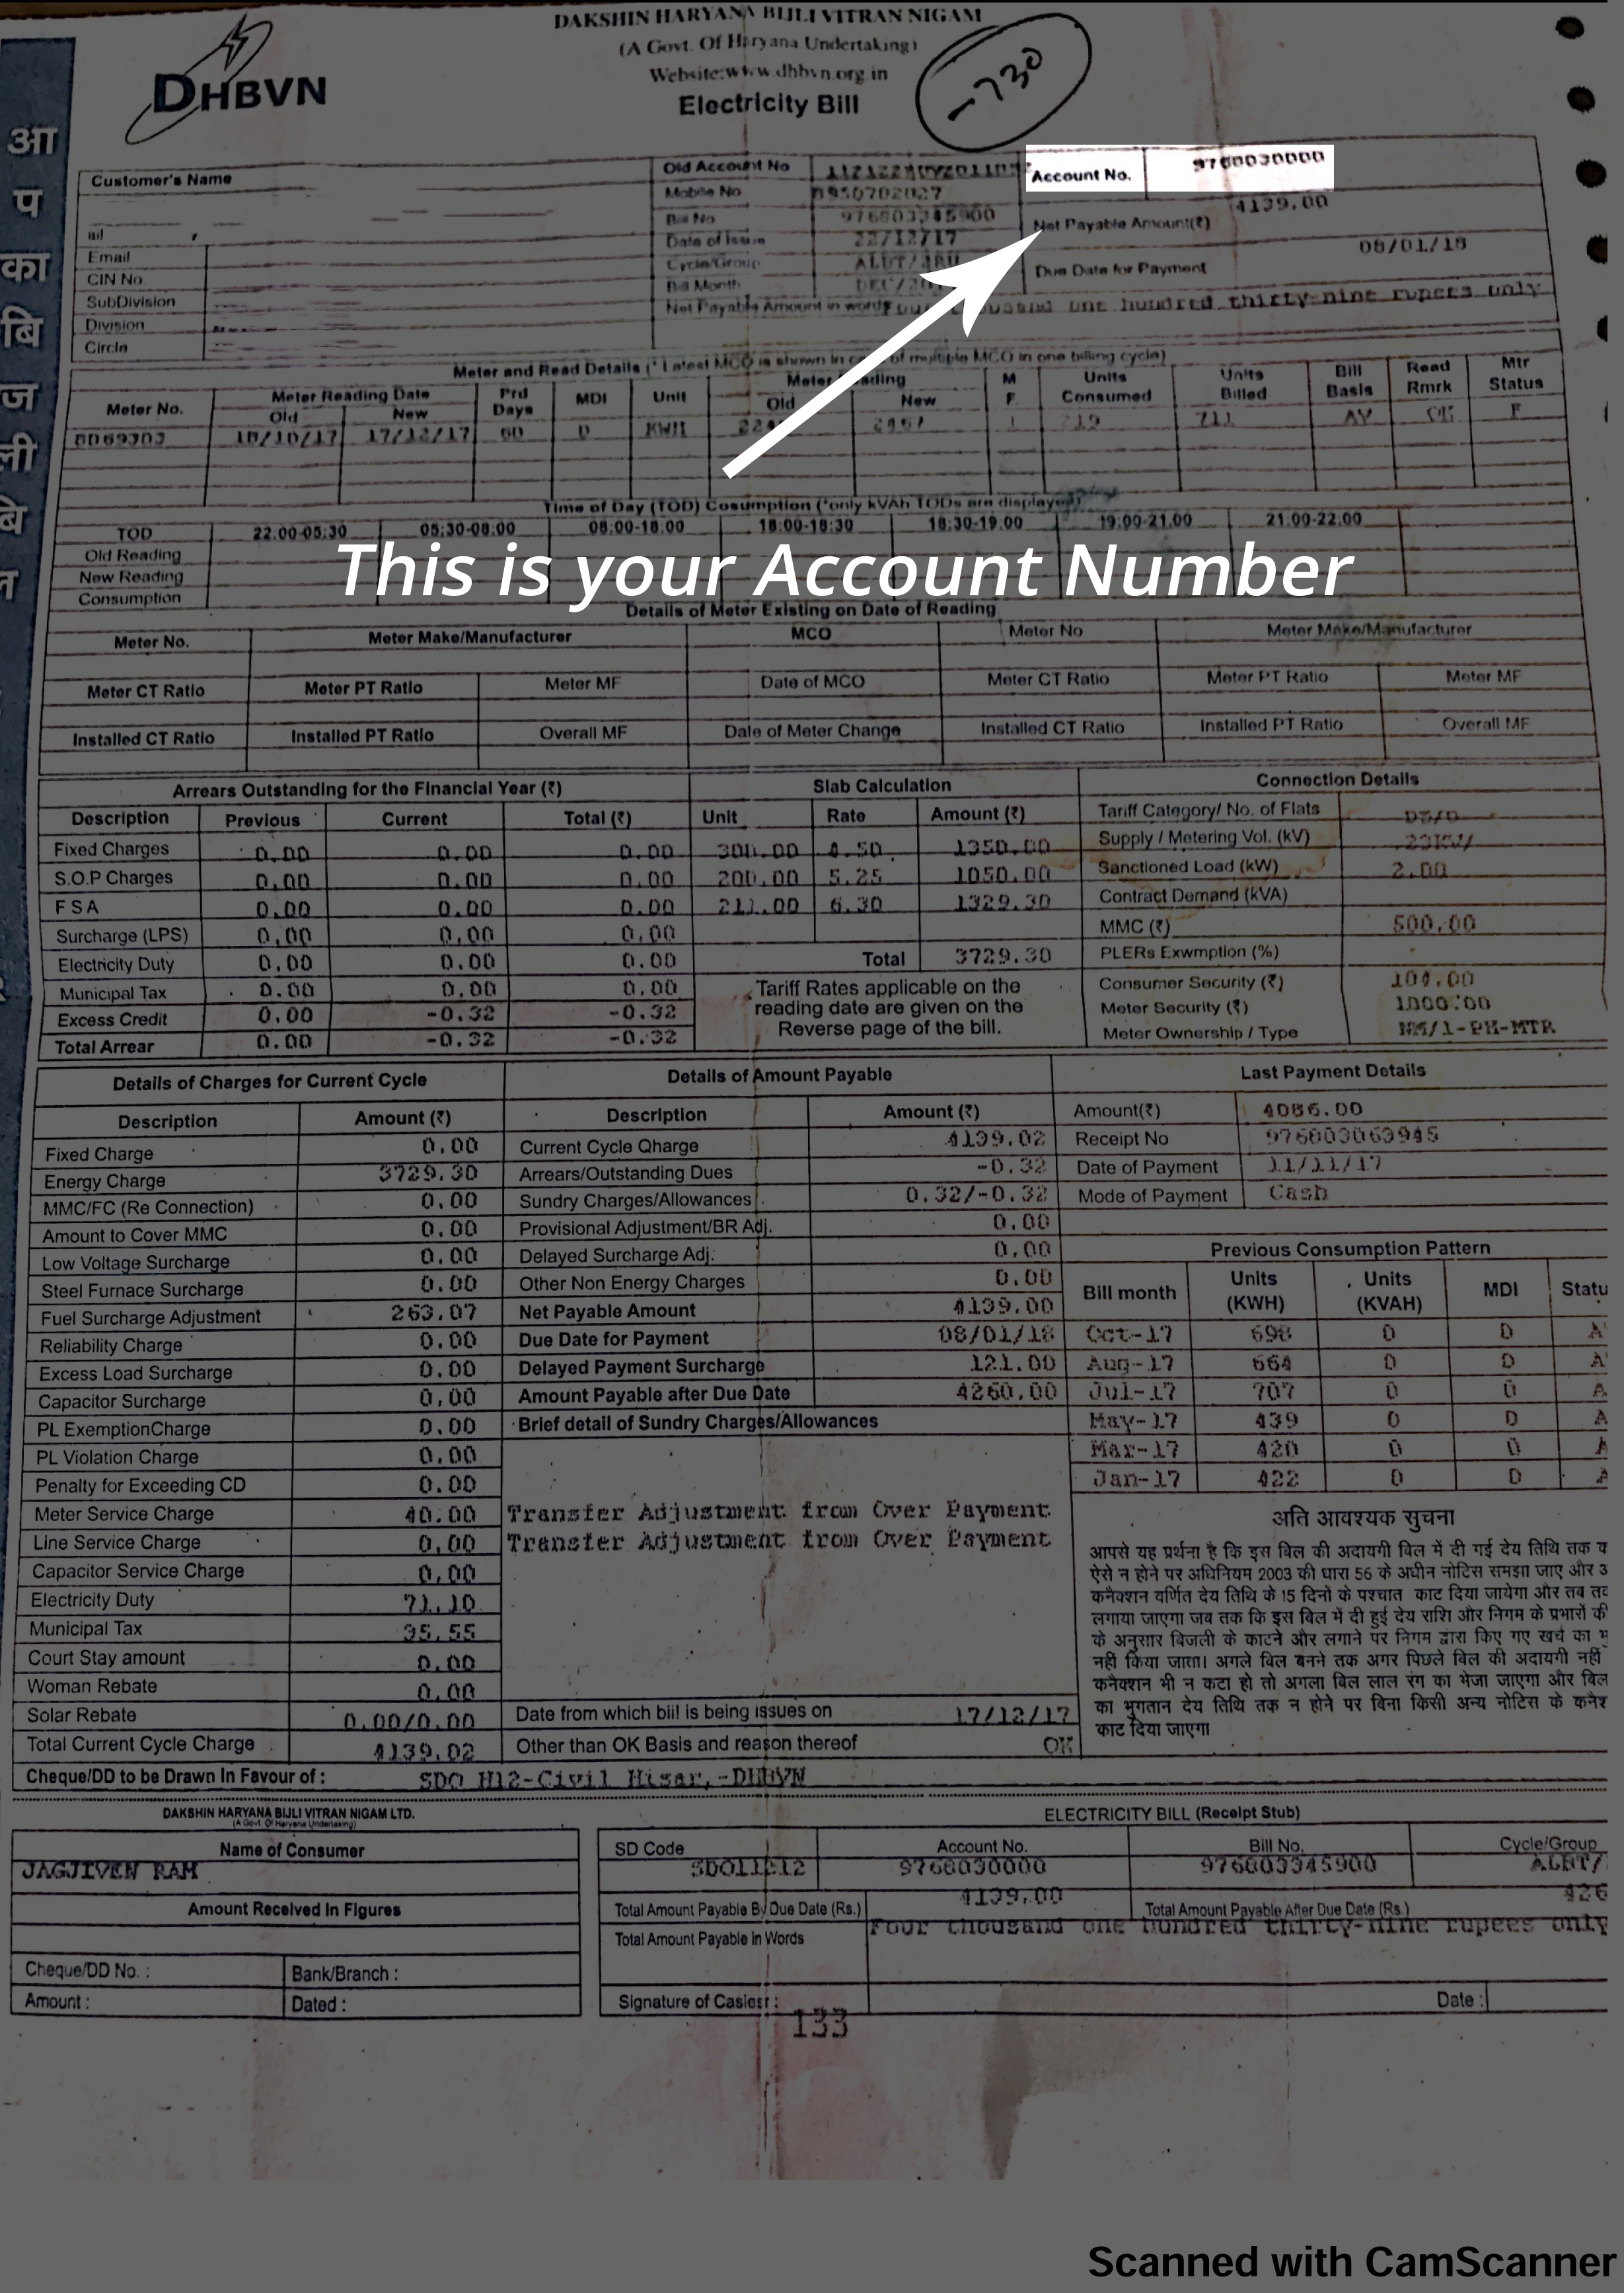 DAKSHIN HARYANA BIJLI VITRAN NIGAM
(A Govt. Of Haryana Undertaking)
Website:www.dhbvn.org.in
Electricity Bill
DHBVN
-730
आ
प
का
बि
ज
ली
बि
ल
Customer's Name
Email
CIN No.
SubDivision
Division
Circle
Old Account No
Mobile No
Bill No 976803345900
Date of Issue 22/12/17
Cycle/Group
Bill Month
Net Payable Amount in words one hundred thirty-nine rupees only
Account No. 9768030000
Net Payable Amount(₹) 4139.00
Due Date for Payment 08/01/18
Meter and Read Details (* Latest MCO is shown in of multiple MCO in one billing cycle)
Meter No. Meter Reading Date Old New Prd Days MDI Unit Meter Old New M F. Units Consumed Units Billed Bill Basis Read Rmrk Mtr Status
18/10/17 17/12/17 60 0 KWH 711 OK F
Time of Day (TOD) Cosumption (*only kVAh TODs are displayed)
TOD 22.00-05:30 05:30-08:00 08:00-18:00 18:00-18:30 18:30-19:00 19:00-21.00 21.00-22.00
Old Reading
New Reading
Consumption
This is your Account Number
Details of Meter Existing on Date of Reading
Meter No. Meter Make/Manufacturer MCO Meter No Meter Make/Manufacturer
Meter CT Ratio Meter PT Ratio Meter MF Date of MCO Meter CT Ratio Meter PT Ratio Meter MF
Installed CT Ratio Installed PT Ratio Overall MF Date of Meter Change Installed CT Ratio Installed PT Ratio Overall MF
Arrears Outstanding for the Financial Year (₹)
Description Previous Current Total (₹)
Fixed Charges 0.00 0.00 0.00
S.O.P Charges 0.00 0.00 0.00
F S A 0.00 0.00 0.00
Surcharge (LPS) 0.00 0.00 0.00
Electricity Duty 0.00 0.00 0.00
Municipal Tax 0.00 0.00 0.00
Excess Credit 0.00 -0.32 -0.32
Total Arrear 0.00 -0.32 -0.32
Slab Calculation
Unit Rate Amount (₹)
300.00 4.50 1350.00
200.00 5.25 1050.00
211.00 6.30 1329.30
Total 3729.30
Tariff Rates applicable on the
reading date are given on the
Reverse page of the bill.
Connection Details
Tariff Category/ No. of Flats
Supply / Metering Vol. (kV)
Sanctioned Load (kW) 2.00
Contract Demand (kVA)
MMC (₹) 500.00
PLERs Exwmption (%)
Consumer Security (₹) 104.00
Meter Security (₹) 1000.00
Meter Ownership / Type NM/1-PH-MTR
Details of Charges for Current Cycle
Description Amount (₹)
Fixed Charge 0.00
Energy Charge 3729.30
MMC/FC (Re Connection) 0.00
Amount to Cover MMC 0.00
Low Voltage Surcharge 0.00
Steel Furnace Surcharge 0.00
Fuel Surcharge Adjustment 263.07
Reliability Charge 0.00
Excess Load Surcharge 0.00
Capacitor Surcharge 0.00
PL ExemptionCharge 0.00
PL Violation Charge 0.00
Penalty for Exceeding CD 0.00
Meter Service Charge 40.00
Line Service Charge 0.00
Capacitor Service Charge 0.00
Electricity Duty 71.10
Municipal Tax 35.55
Court Stay amount 0.00
Woman Rebate 0.00
Solar Rebate 0.00/0.00
Total Current Cycle Charge 4139.02
Details of Amount Payable
Description Amount (₹)
Current Cycle Qharge 4139.02
Arrears/Outstanding Dues -0.32
Sundry Charges/Allowances 0.32/-0.32
Provisional Adjustment/BR Adj. 0.00
Delayed Surcharge Adj. 0.00
Other Non Energy Charges 0.00
Net Payable Amount 4139.00
Due Date for Payment 08/01/18
Delayed Payment Surcharge 121.00
Amount Payable after Due Date 4260.00
Brief detail of Sundry Charges/Allowances
Transfer Adjustment from Over Payment
Transfer Adjustment from Over Payment
Date from which bill is being issues on 17/12/17
Other than OK Basis and reason thereof OK
Last Payment Details
Amount(₹) 4086.00
Receipt No 976803063945
Date of Payment 11/11/17
Mode of Payment Cash
Previous Consumption Pattern
Bill month Units (KWH) Units (KVAH) MDI Statu
Oct-17 698 0 0 A
Aug-17 664 0 0 A
Jul-17 707 0 0 A
May-17 439 0 0 A
Mar-17 420 0 0 A
Jan-17 422 0 0 A
अति आवश्यक सुचना
आपसे यह प्रर्थना है कि इस बिल की अदायगी बिल में दी गई देय तिथि तक
ऐसे न होने पर अधिनियम 2003 की धारा 56 के अधीन नोटिस समझा जाए और
कनैक्शन वर्णित देय तिथि के 15 दिनों के पश्चात काट दिया जायेगा और तब
लगाया जाएगा जब तक कि इस बिल में दी हुई देय राशि और निगम के प्रभारों की
के अनुसार बिजली के काटने और लगाने पर निगम द्वारा किए गए खर्च का
नहीं किया जाता। अगले बिल बनने तक अगर पिछले बिल की अदायगी नहीं
कनैक्शन भी न कटा हो तो अगला बिल लाल रंग का भेजा जाएगा और बिल
का भुगतान देय तिथि तक न होने पर बिना किसी अन्य नोटिस के
काट दिया जाएगा
Cheque/DD to be Drawn In Favour of : SDO H12-Civil Hisar,-DHBVN
DAKSHIN HARYANA BIJLI VITRAN NIGAM LTD.
(A Govt. Of Haryana Undertaking)
Name of Consumer
JAGJIVEN RAM
Amount Received In Figures
Cheque/DD No. : Bank/Branch :
Amount : Dated :
ELECTRICITY BILL (Receipt Stub)
SD Code Account No. Bill No. Cycle/Group
9768030000 976803345900
Total Amount Payable By Due Date (Rs.) 4139.00 Total Amount Payable After Due Date (Rs.) 426
Total Amount Payable in Words Four thousand one hundred thirty-nine rupees only
Signature of Casiesr : Date :
133
Scanned with CamScanner